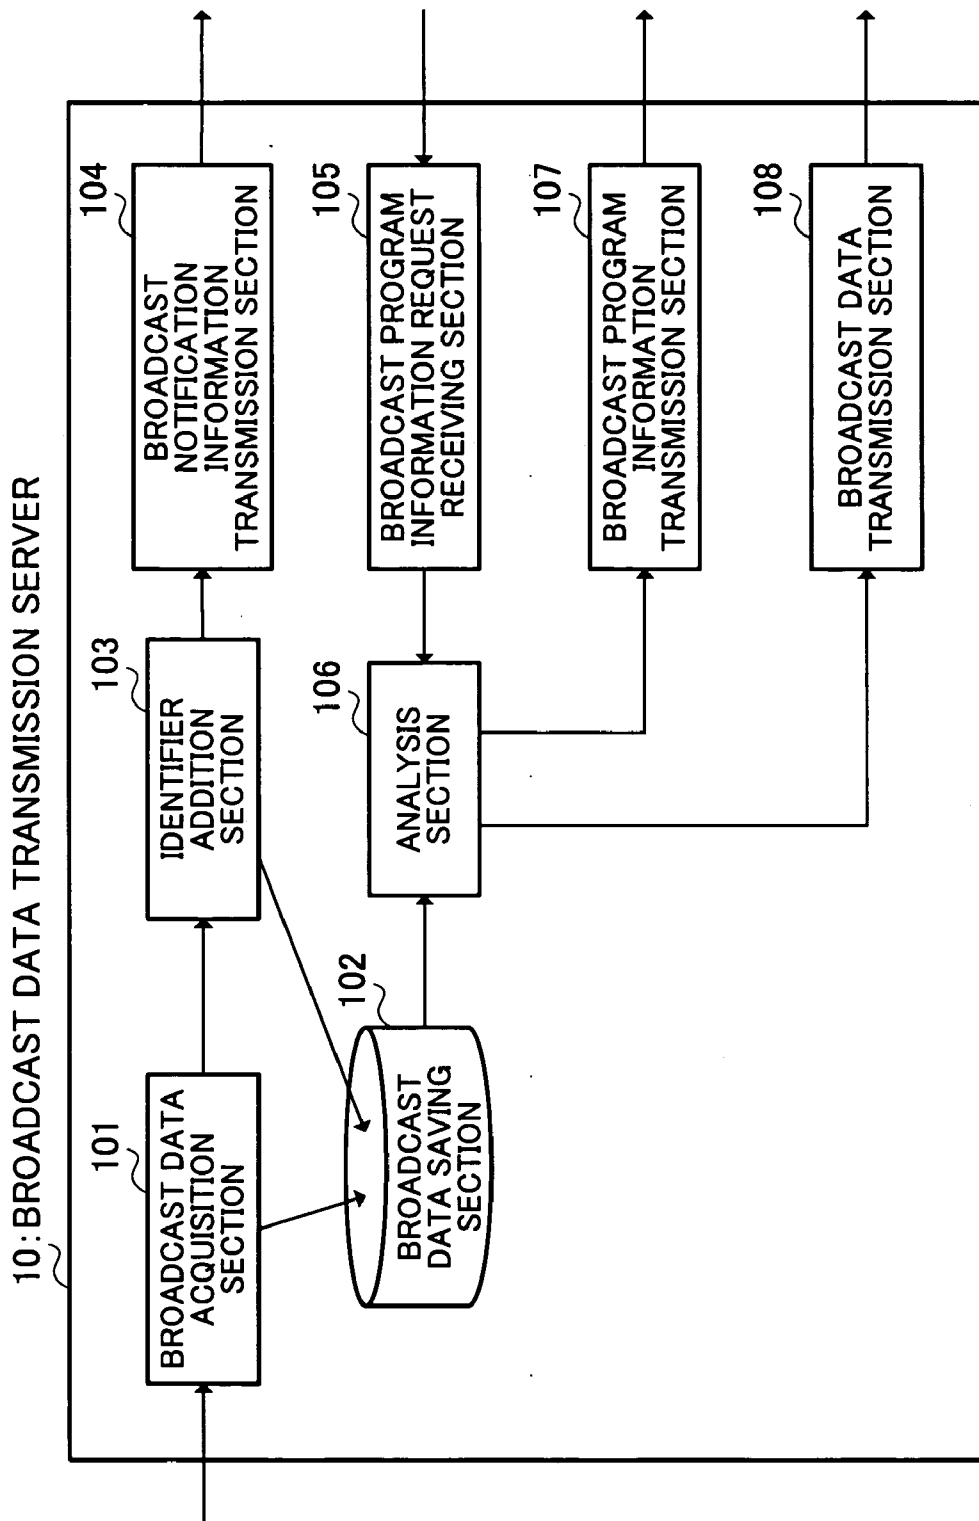 10:BROADCAST DATA TRANSMISSION SERVER
101
BROADCAST DATA
ACQUISITION
SECTION
103
IDENTIFIER
ADDITION
SECTION
104
BROADCAST
NOTIFICATION
INFORMATION
TRANSMISSION SECTION
102
BROADCAST
DATA SAVING
SECTION
106
ANALYSIS
SECTION
105
BROADCAST PROGRAM
INFORMATION REQUEST
RECEIVING SECTION
107
BROADCAST PROGRAM
INFORMATION
TRANSMISSION SECTION
108
BROADCAST DATA
TRANSMISSION SECTION